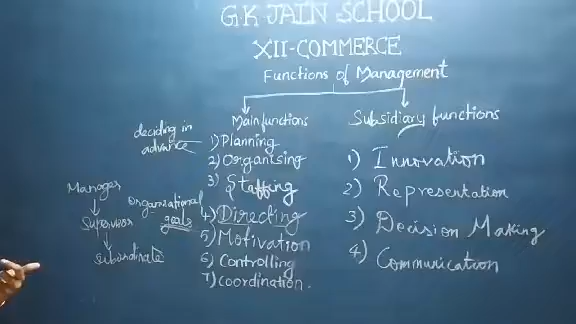 G.K JAIN SCHOOL
XII-COMMERCE
Functions of Management
Main functions
deciding in
advance
1) Planning
2) Organising
3) Staffing
4) Directing
5) Motivation
6) Controlling
7) Coordination.
Manager
Supervisor
Subordinate
Organizational
goals
Subsidiary functions
1) Innovation
2) Representation
3) Decision Making
4) Communication